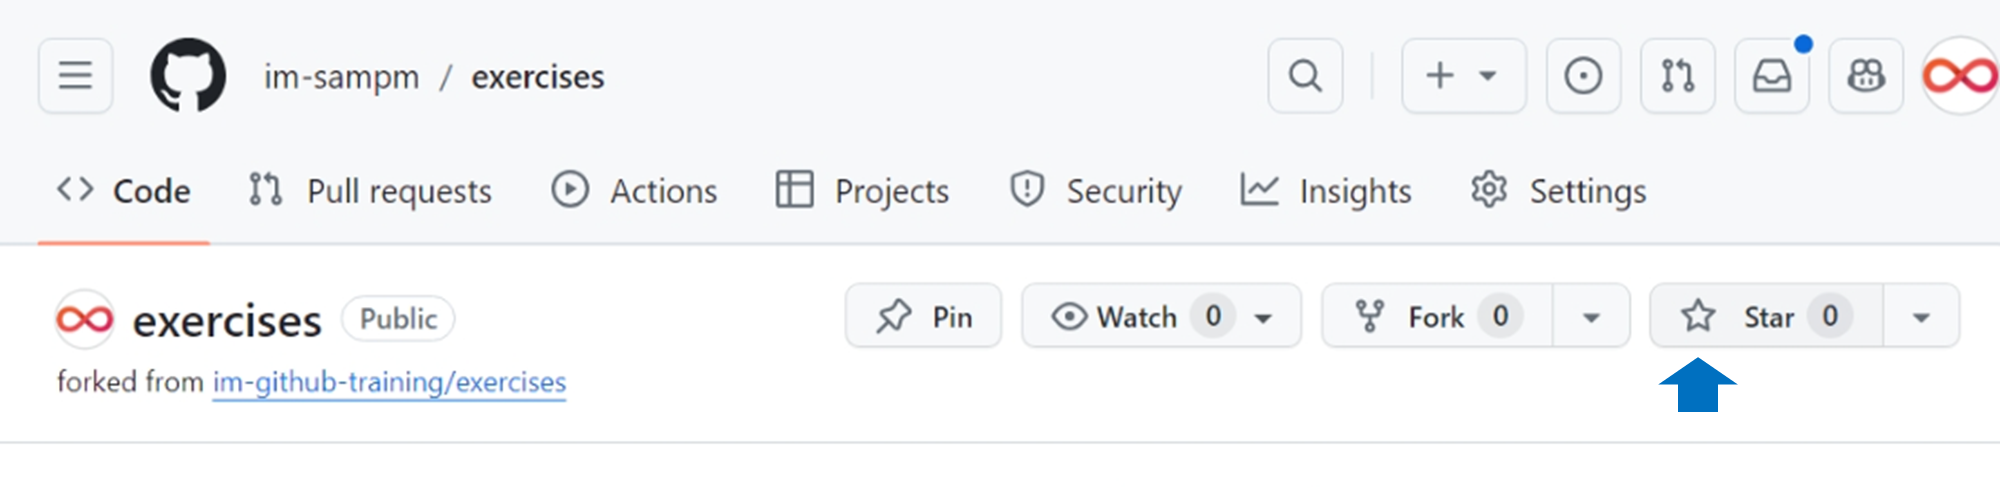 im-sampm / exercises
Code Pull requests Actions Projects Security Insights Settings
exercises Public Pin Watch 0 Fork 0 Star 0
forked from im-github-training/exercises